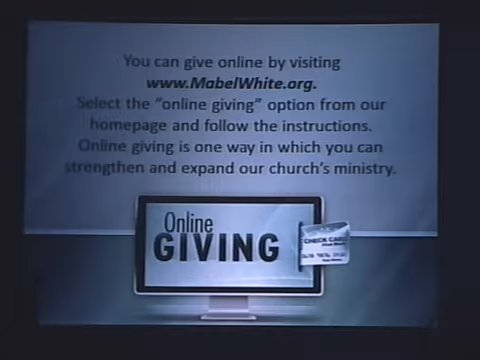 You can give online by visiting
www.MabelWhite.org.
Select the “online giving” option from our
homepage and follow the instructions.
Online giving is one way in which you can
strengthen and expand our church’s ministry.
Online
GIVING
CHECK CARD